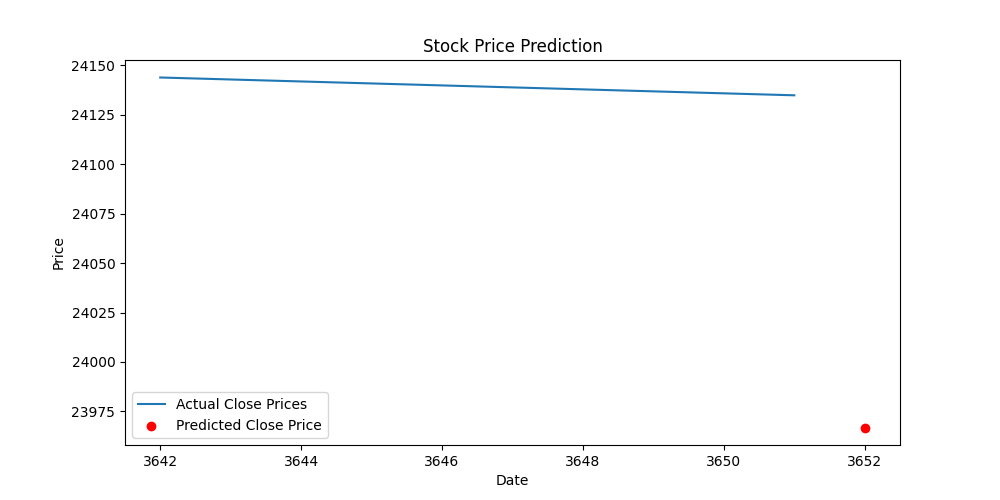 Stock Price Prediction
Price
24150
24125
24100
24075
24050
24025
24000
23975
Actual Close Prices
Predicted Close Price
3642 3644 3646 3648 3650 3652
Date